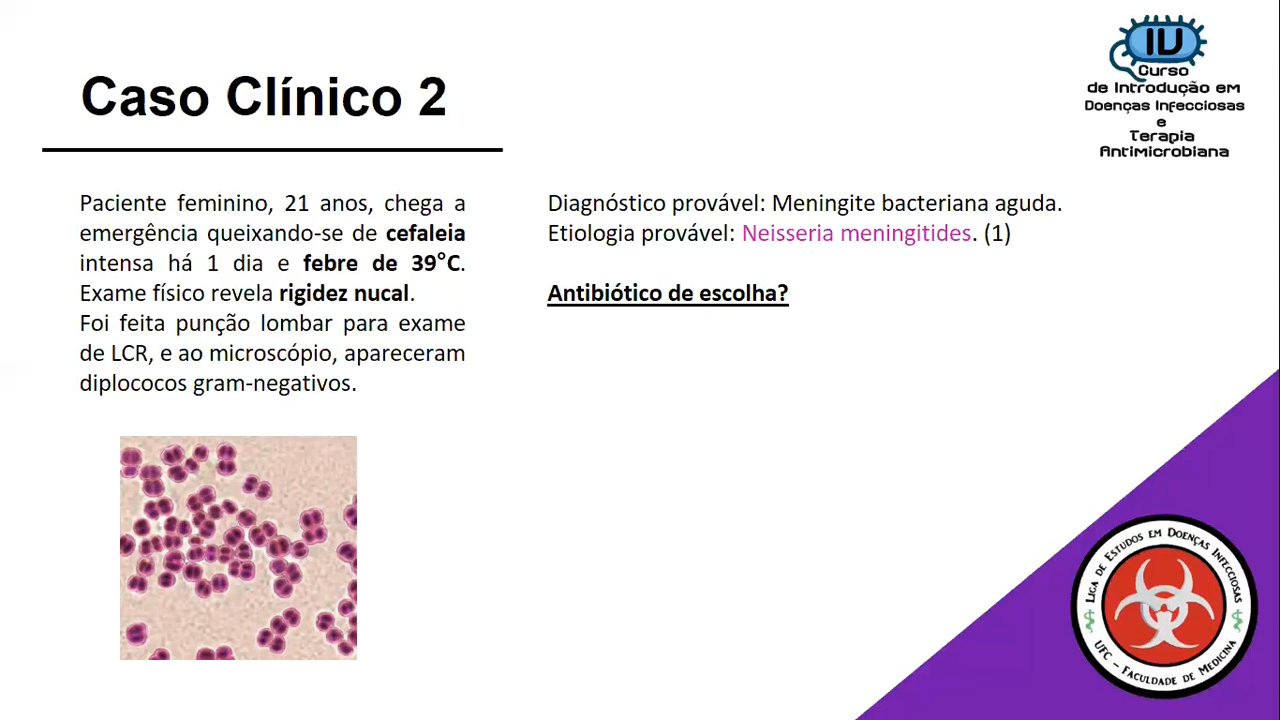 IV
Curso
de Introdução em
Doenças Infecciosas
e
Terapia
Antimicrobiana
Caso Clínico 2
Paciente feminino, 21 anos, chega a
emergência queixando-se de cefaleia
intensa há 1 dia e febre de 39°C.
Exame físico revela rigidez nucal.
Foi feita punção lombar para exame
de LCR, e ao microscópio, apareceram
diplococos gram-negativos.
Diagnóstico provável: Meningite bacteriana aguda.
Etiologia provável: Neisseria meningitides. (1)
Antibiótico de escolha?
Liga de Estudos em Doenças Infecciosas
UFC – Faculdade de Medicina